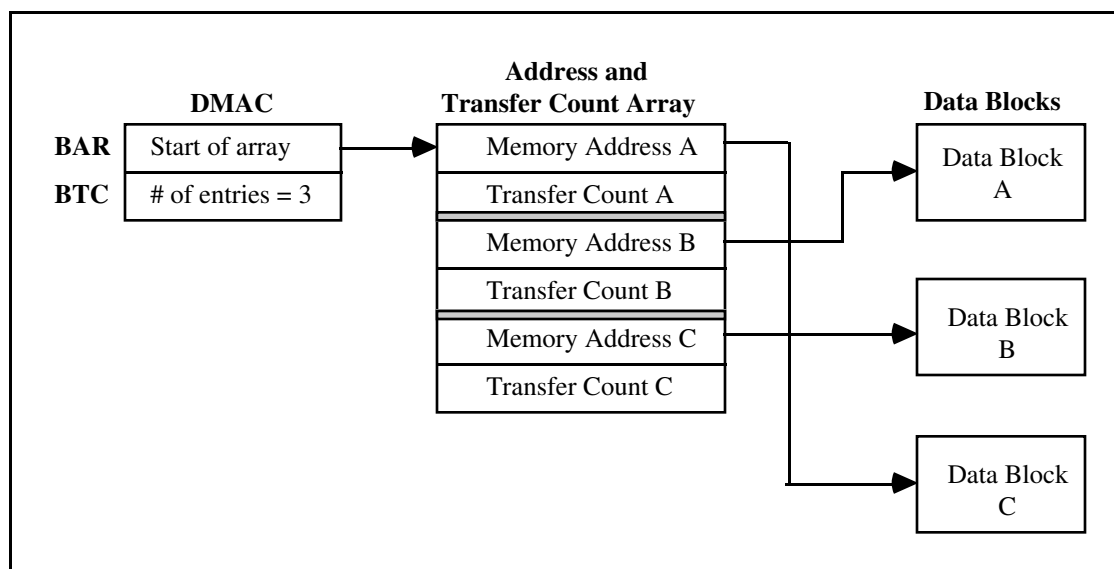 DMAC
BAR Start of array
BTC # of entries = 3
Address and
Transfer Count Array
Memory Address A
Transfer Count A
Memory Address B
Transfer Count B
Memory Address C
Transfer Count C
Data Blocks
Data Block
A
Data Block
B
Data Block
C